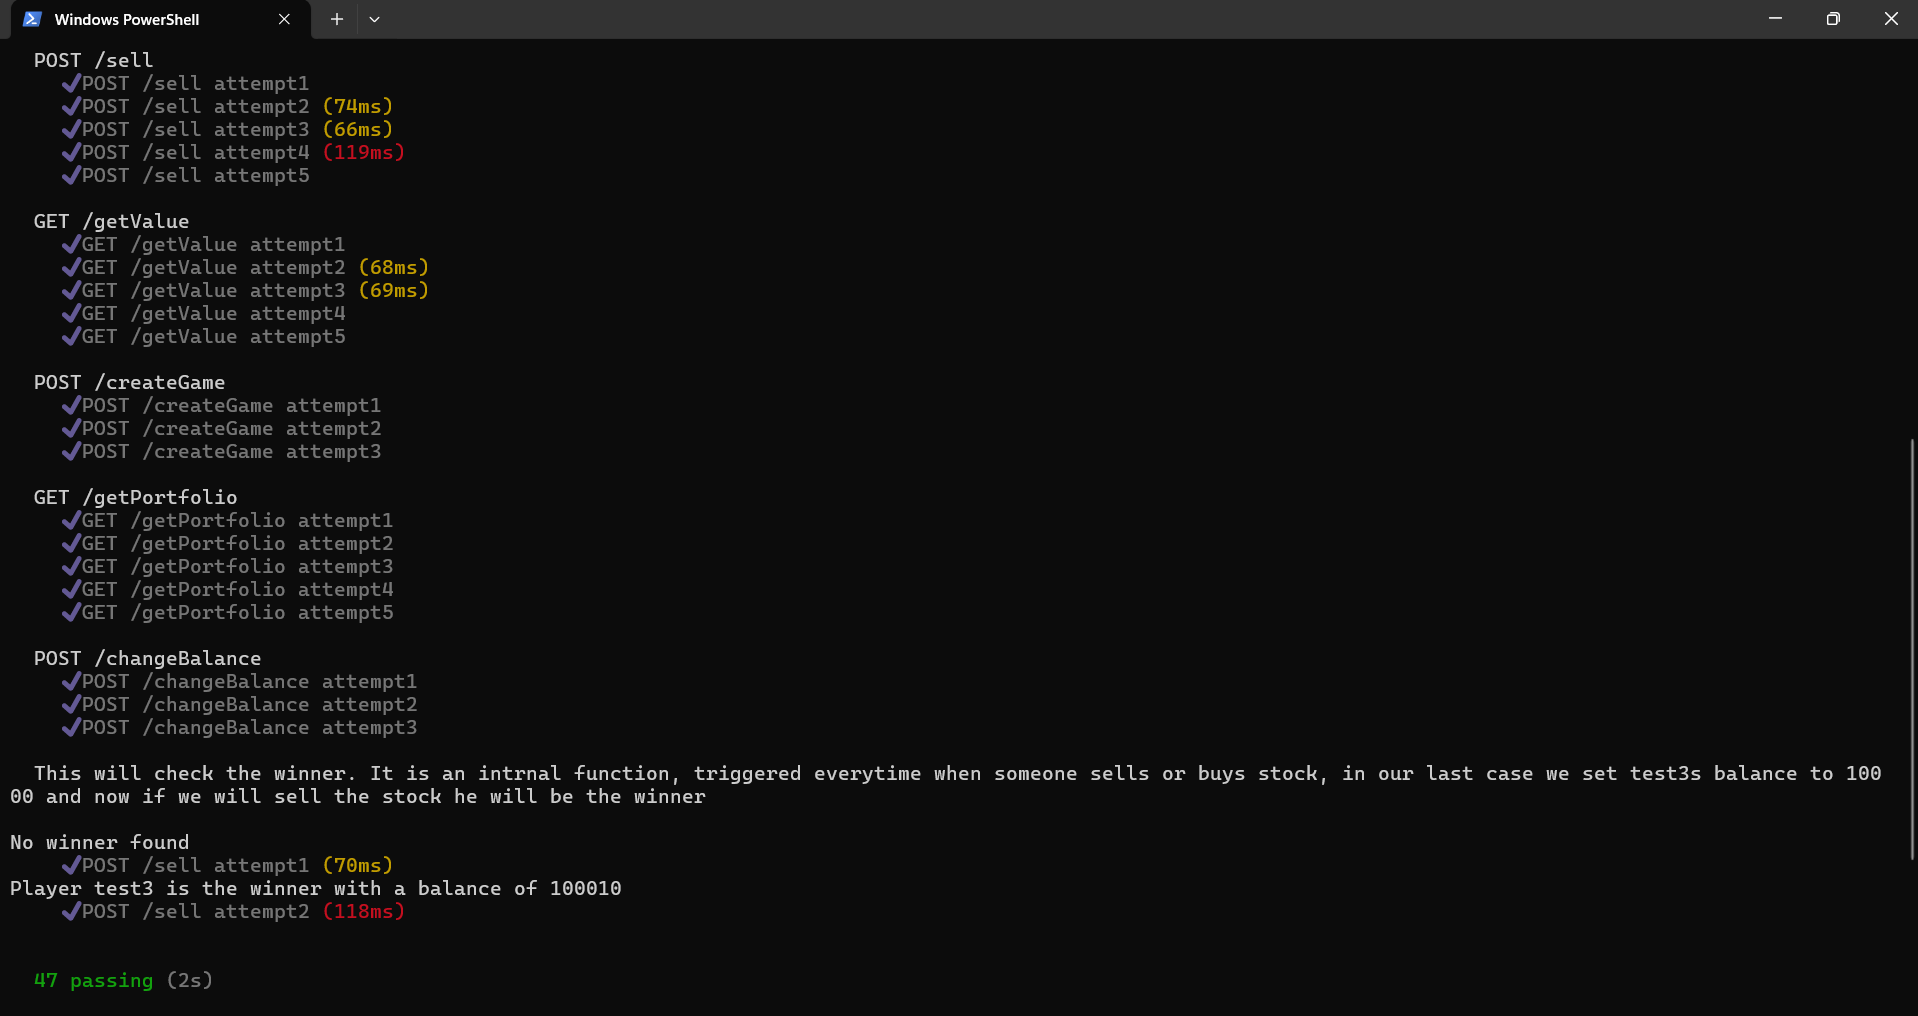 Windows PowerShell
POST /sell
✔POST /sell attempt1
✔POST /sell attempt2 (74ms)
✔POST /sell attempt3 (66ms)
✔POST /sell attempt4 (119ms)
✔POST /sell attempt5
GET /getValue
✔GET /getValue attempt1
✔GET /getValue attempt2 (68ms)
✔GET /getValue attempt3 (69ms)
✔GET /getValue attempt4
✔GET /getValue attempt5
POST /createGame
✔POST /createGame attempt1
✔POST /createGame attempt2
✔POST /createGame attempt3
GET /getPortfolio
✔GET /getPortfolio attempt1
✔GET /getPortfolio attempt2
✔GET /getPortfolio attempt3
✔GET /getPortfolio attempt4
✔GET /getPortfolio attempt5
POST /changeBalance
✔POST /changeBalance attempt1
✔POST /changeBalance attempt2
✔POST /changeBalance attempt3
This will check the winner. It is an intrnal function, triggered everytime when someone sells or buys stock, in our last case we set test3s balance to 100
00 and now if we will sell the stock he will be the winner
No winner found
✔POST /sell attempt1 (70ms)
Player test3 is the winner with a balance of 100010
✔POST /sell attempt2 (118ms)
47 passing (2s)